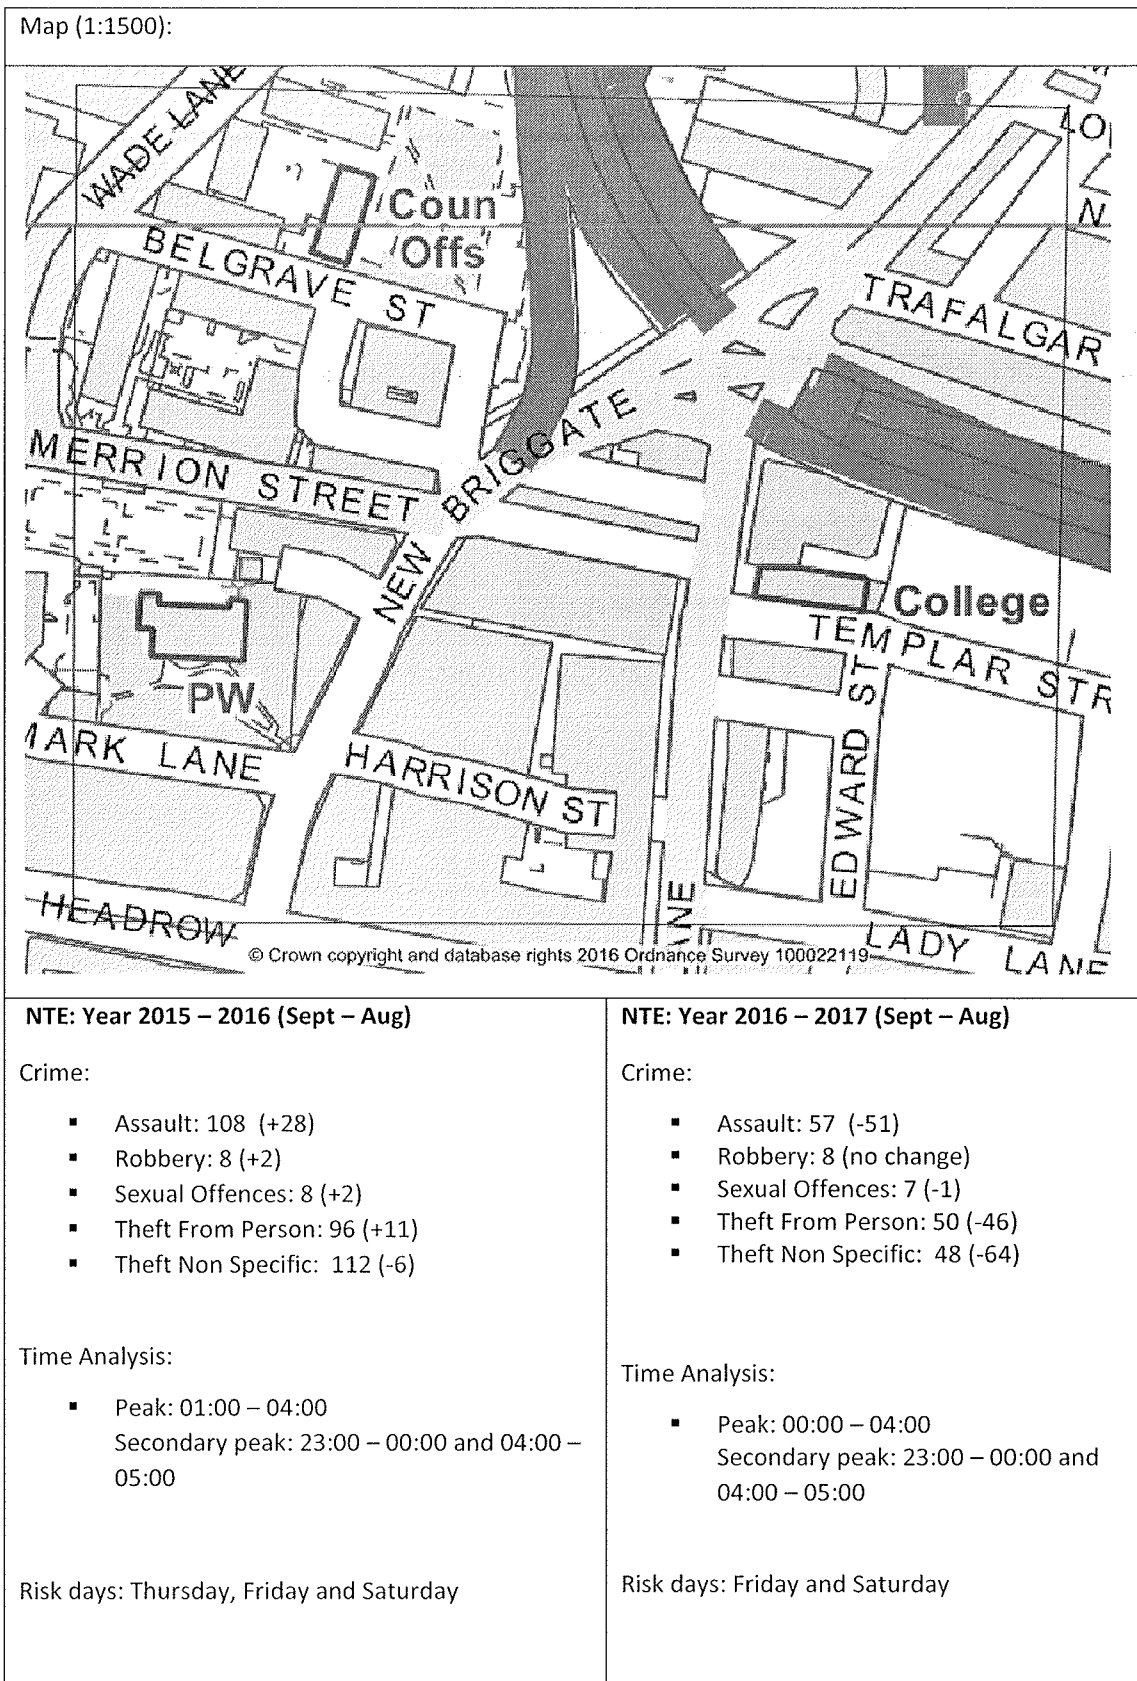 Map (1:1500):
WADE LANE
LO
N
Coun
Offs
BELGRAVE ST
TRAFALGAR
NEW BRIGGATE
MERRION STREET
College
TEMPLAR STR
PW
MARK LANE
HARRISON ST
EDWARD ST
HEADROW
ANE
LADY LANE
© Crown copyright and database rights 2016 Ordnance Survey 100022119
NTE: Year 2015 – 2016 (Sept – Aug)
Crime:
▪ Assault: 108 (+28)
▪ Robbery: 8 (+2)
▪ Sexual Offences: 8 (+2)
▪ Theft From Person: 96 (+11)
▪ Theft Non Specific: 112 (-6)
Time Analysis:
▪ Peak: 01:00 – 04:00
Secondary peak: 23:00 – 00:00 and 04:00 –
05:00
Risk days: Thursday, Friday and Saturday
NTE: Year 2016 – 2017 (Sept – Aug)
Crime:
▪ Assault: 57 (-51)
▪ Robbery: 8 (no change)
▪ Sexual Offences: 7 (-1)
▪ Theft From Person: 50 (-46)
▪ Theft Non Specific: 48 (-64)
Time Analysis:
▪ Peak: 00:00 – 04:00
Secondary peak: 23:00 – 00:00 and
04:00 – 05:00
Risk days: Friday and Saturday